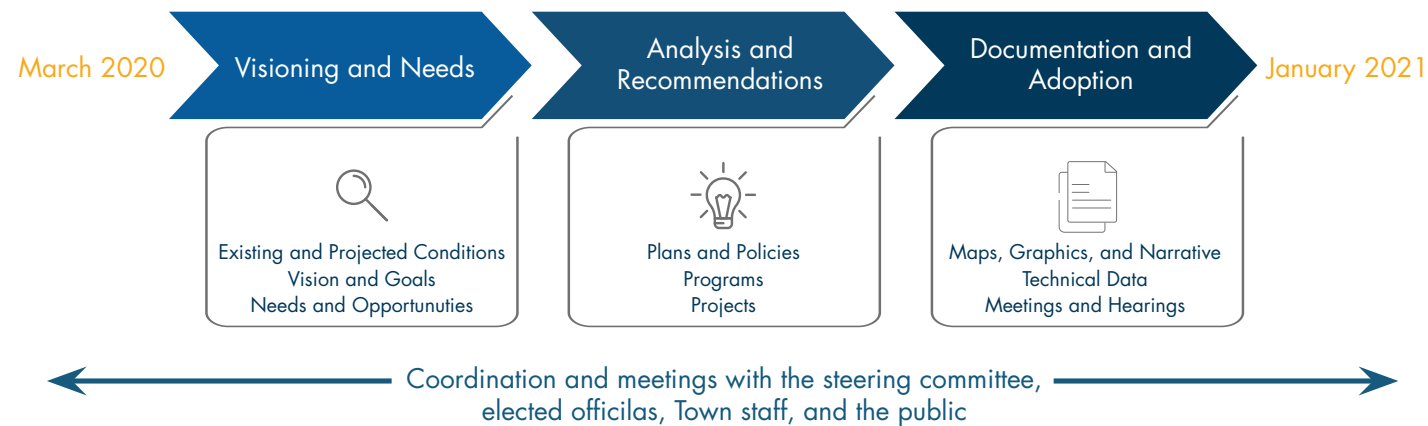 March 2020
Visioning and Needs
Analysis and
Recommendations
Documentation and
Adoption
January 2021
Existing and Projected Conditions
Vision and Goals
Needs and Opportunuties
Plans and Policies
Programs
Projects
Maps, Graphics, and Narrative
Technical Data
Meetings and Hearings
Coordination and meetings with the steering committee,
elected officilas, Town staff, and the public